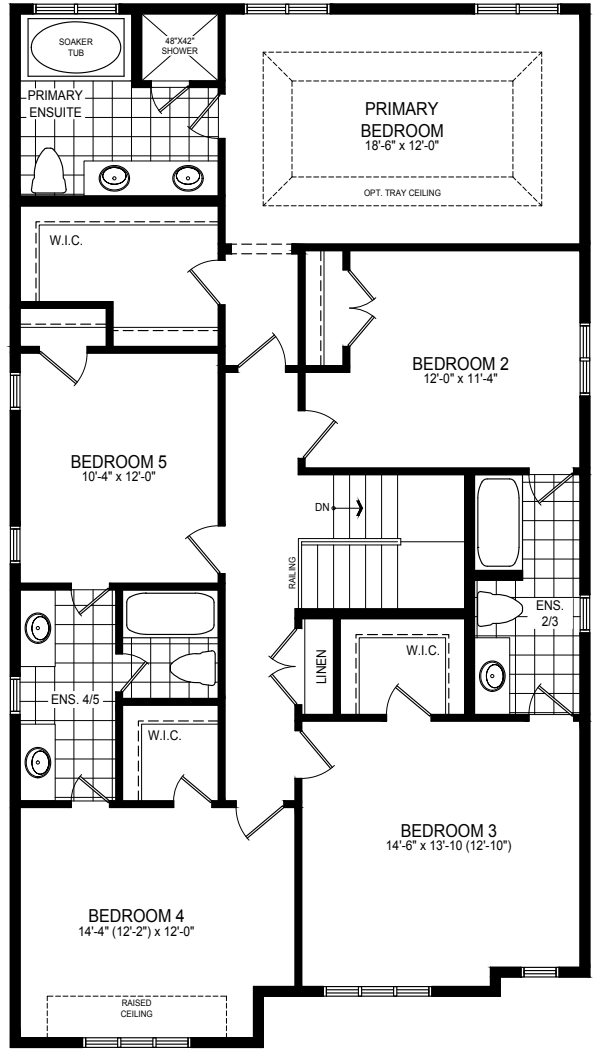 SOAKER
TUB
48"X42"
SHOWER
PRIMARY
ENSUITE
PRIMARY
BEDROOM
18'-6" x 12'-0"
OPT. TRAY CEILING
W.I.C.
BEDROOM 2
12'-0" x 11'-4"
BEDROOM 5
10'-4" x 12'-0"
DN
RAILING
ENS.
2/3
LINEN
W.I.C.
ENS. 4/5
W.I.C.
BEDROOM 3
14'-6" x 13'-10 (12'-10")
BEDROOM 4
14'-4" (12'-2") x 12'-0"
RAISED
CEILING